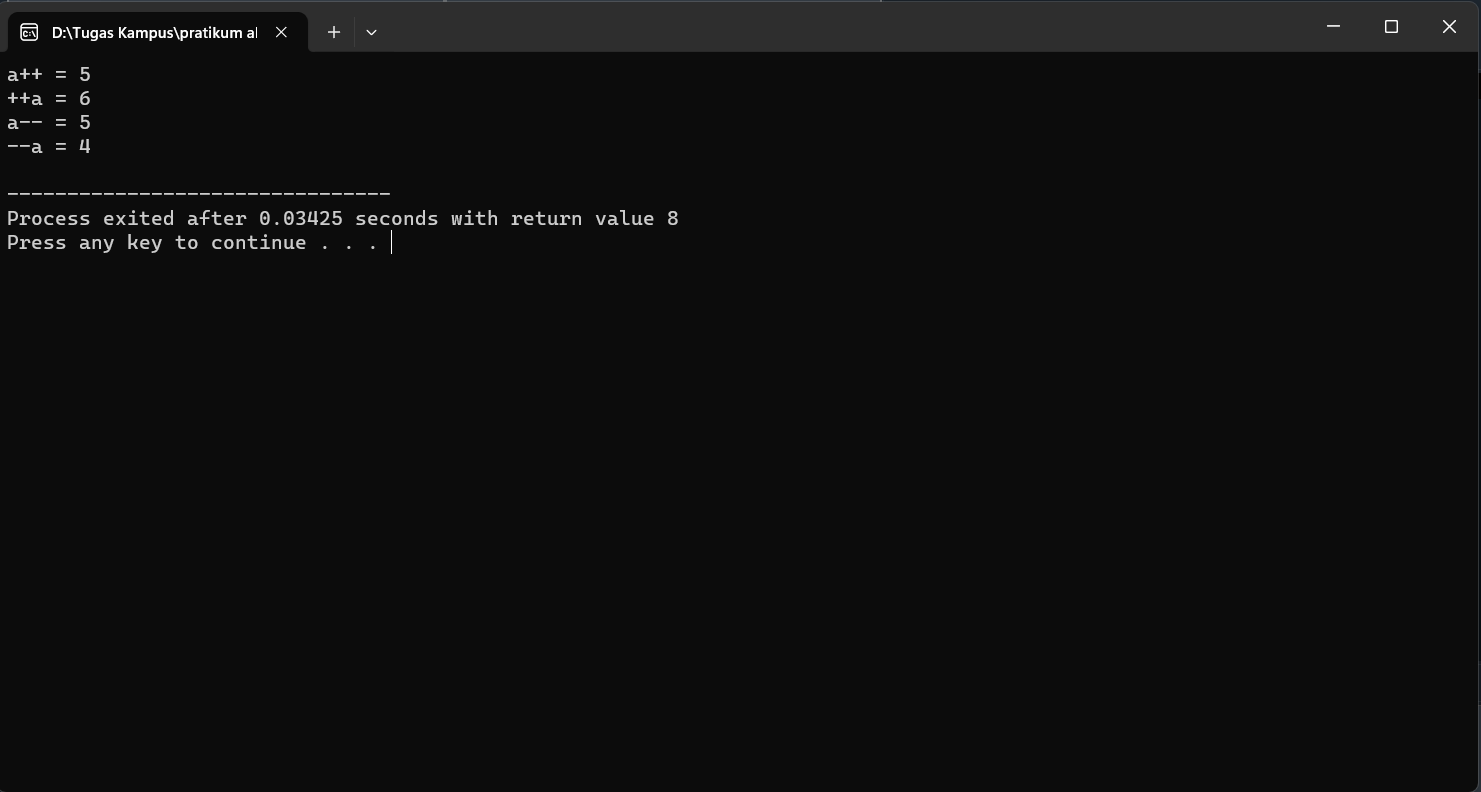 D:\Tugas Kampus\pratikum al
a++ = 5
++a = 6
a-- = 5
--a = 4
--------------------------------
Process exited after 0.03425 seconds with return value 8
Press any key to continue . . .